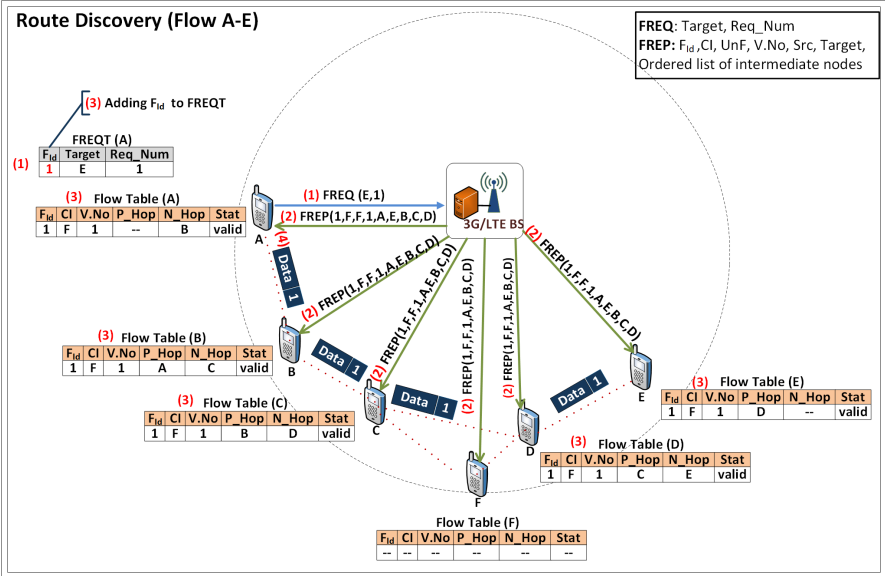 Route Discovery (Flow A-E)
FREQ: Target, Req_Num
FREP: FId ,CI, UnF, V.No, Src, Target,
Ordered list of intermediate nodes
(3) Adding FId to FREQT
FREQT (A)
(1)
FId Target Req_Num
1 E 1
(3) Flow Table (A)
FId CI V.No P_Hop N_Hop Stat
1 F 1 -- B valid
A
(1) FREQ (E,1)
(2) FREP(1,F,F,1,A,E,B,C,D)
3G/LTE BS
(4)
Data 1
(2) FREP(1,F,F,1,A,E,B,C,D)
(2) FREP(1,F,F,1,A,E,B,C,D)
(2) FREP(1,F,F,1,A,E,B,C,D)
(2) FREP(1,F,F,1,A,E,B,C,D)
(2) FREP(1,F,F,1,A,E,B,C,D)
(3) Flow Table (B)
FId CI V.No P_Hop N_Hop Stat
1 F 1 A C valid
B
Data 1
(3) Flow Table (C)
FId CI V.No P_Hop N_Hop Stat
1 F 1 B D valid
C
Data 1
Data 1
E
(3) Flow Table (E)
FId CI V.No P_Hop N_Hop Stat
1 F 1 D -- valid
D
(3) Flow Table (D)
FId CI V.No P_Hop N_Hop Stat
1 F 1 C E valid
F
Flow Table (F)
FId CI V.No P_Hop N_Hop Stat
-- -- -- -- -- --